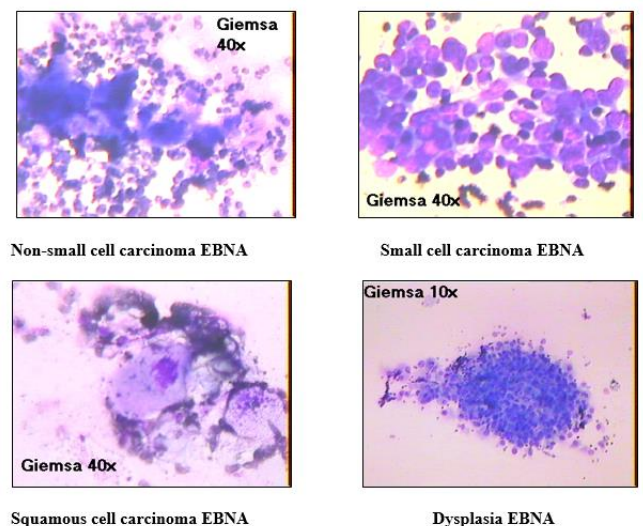 Giemsa
40x
Giemsa 40x
Non-small cell carcinoma EBNA
Small cell carcinoma EBNA
Giemsa 40x
Giemsa 10x
Squamous cell carcinoma EBNA
Dysplasia EBNA